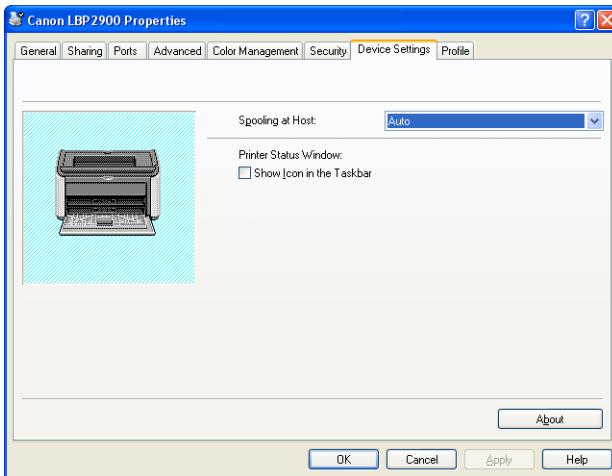 Canon LBP2900 Properties
General Sharing Ports Advanced Color Management Security Device Settings Profile
Spooling at Host: Auto
Printer Status Window:
Show Icon in the Taskbar
About
OK Cancel Apply Help